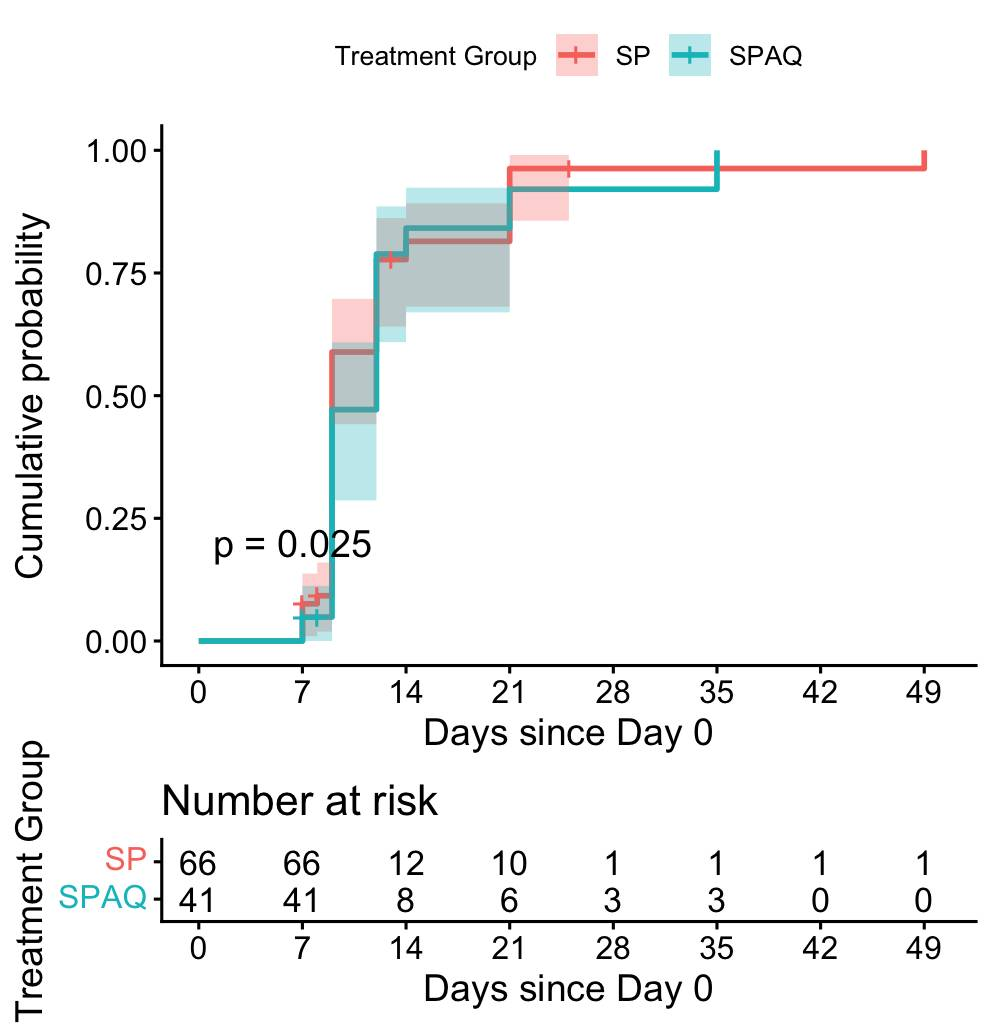 Treatment Group SP SPAQ
Cumulative probability
1.00
0.75
0.50
0.25
0.00
p = 0.025
0 7 14 21 28 35 42 49
Days since Day 0
Number at risk
Treatment Group
SP 66 66 12 10 1 1 1 1
SPAQ 41 41 8 6 3 3 0 0
0 7 14 21 28 35 42 49
Days since Day 0